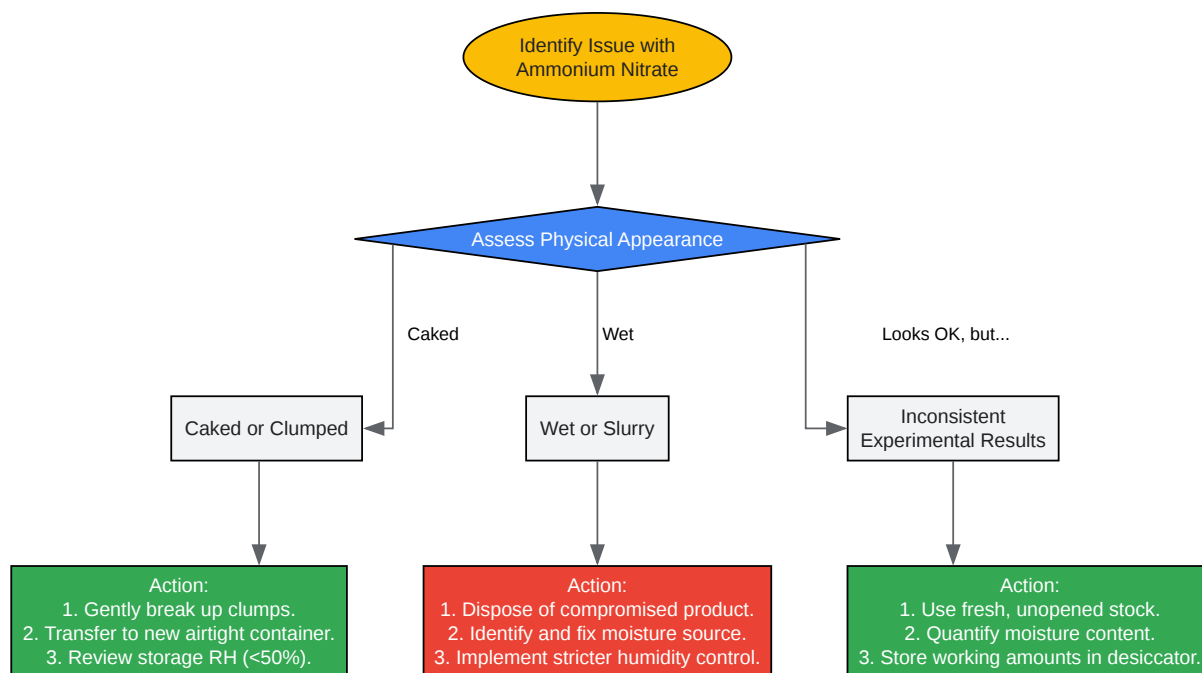 Identify Issue with
Ammonium Nitrate
Assess Physical Appearance
Caked
Wet
Looks OK, but...
Caked or Clumped
Wet or Slurry
Inconsistent
Experimental Results
Action:
1. Gently break up clumps.
2. Transfer to new airtight container.
3. Review storage RH (<50%).
Action:
1. Dispose of compromised product.
2. Identify and fix moisture source.
3. Implement stricter humidity control.
Action:
1. Use fresh, unopened stock.
2. Quantify moisture content.
3. Store working amounts in desiccator.